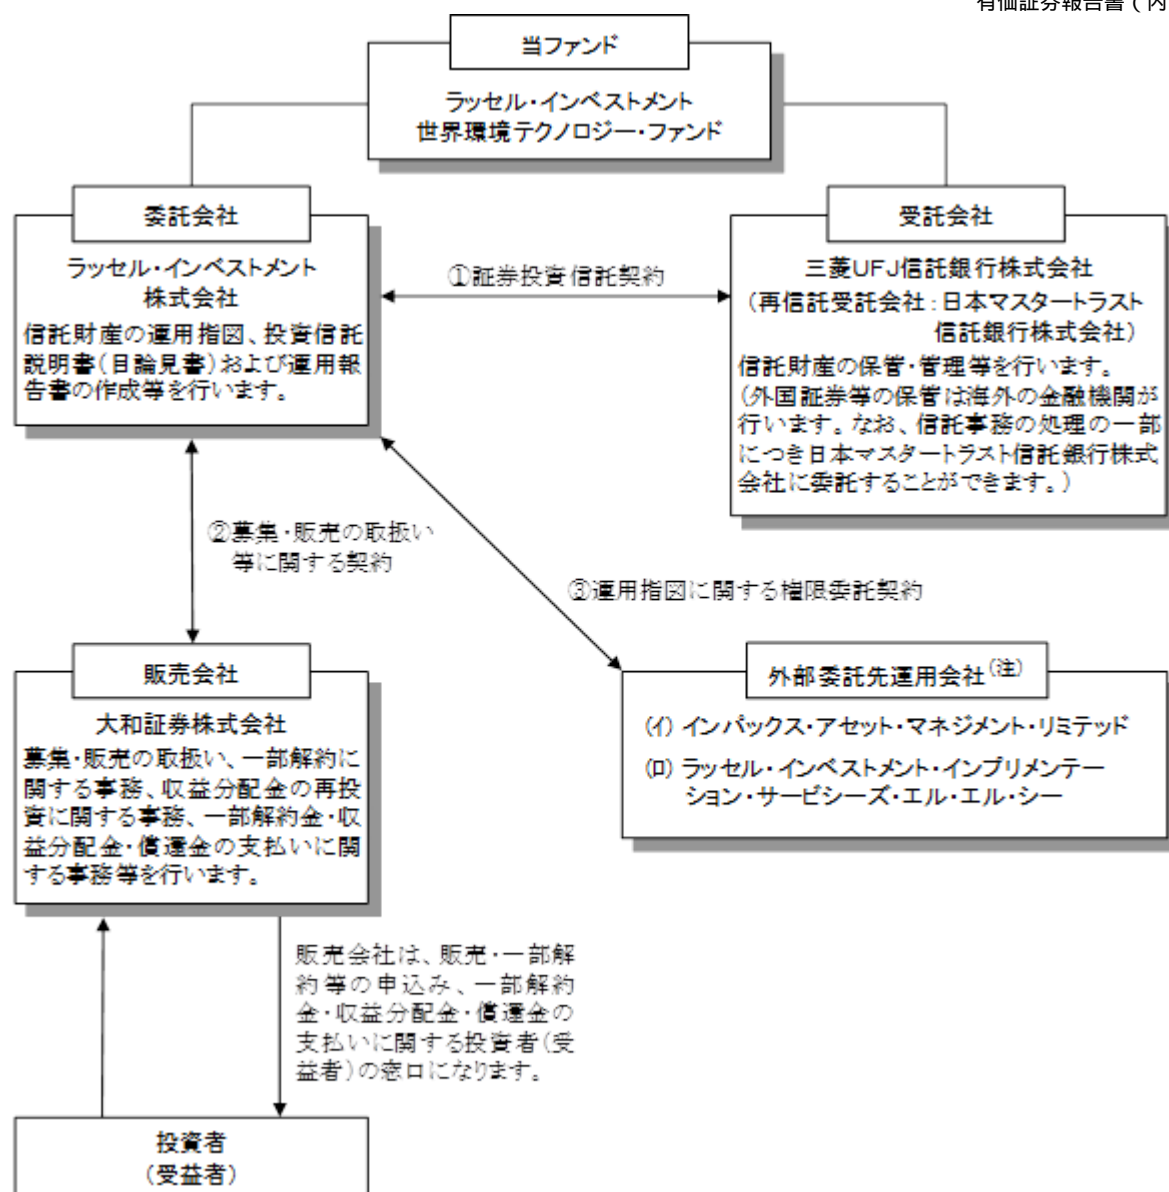 有価証券報告書（内
当ファンド
ラッセル・インベストメント
世界環境テクノロジー・ファンド
委託会社
ラッセル・インベストメント
株式会社
信託財産の運用指図、投資信託
説明書(目論見書)および運用報
告書の作成等を行います。
①証券投資信託契約
受託会社
三菱UFJ信託銀行株式会社
(再信託受託会社:日本マスタートラスト
信託銀行株式会社)
信託財産の保管・管理等を行います。
(外国証券等の保管は海外の金融機関が
行います。なお、信託事務の処理の一部
につき日本マスタートラスト信託銀行株式
会社に委託することができます。)
②募集・販売の取扱い
等に関する契約
③運用指図に関する権限委託契約
販売会社
大和証券株式会社
募集・販売の取扱い、一部解約に
関する事務、収益分配金の再投
資に関する事務、一部解約金・収
益分配金・償還金の支払いに関
する事務等を行います。
外部委託先運用会社(注)
(イ) インパックス・アセット・マネジメント・リミテッド
(ロ) ラッセル・インベストメント・インプリメンテー
ション・サービシーズ・エル・エル・シー
販売会社は、販売・一部解
約等の申込み、一部解約
金・収益分配金・償還金の
支払いに関する投資者(受
益者)の窓口になります。
投資者
(受益者)